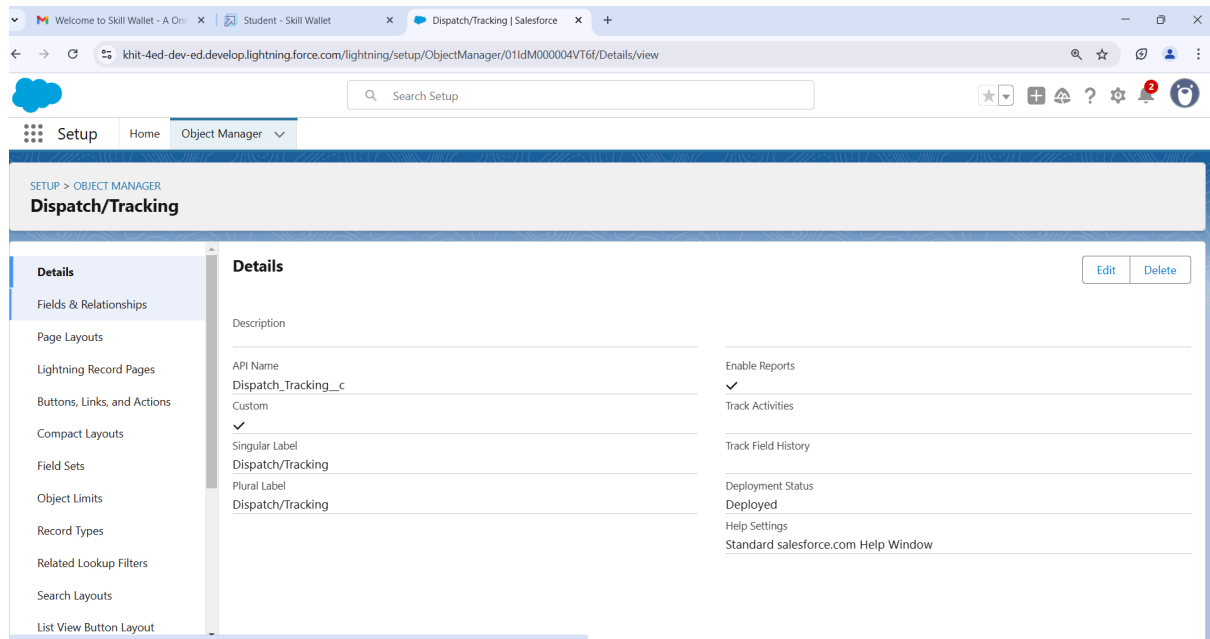 Welcome to Skill Wallet - A One
Student - Skill Wallet
Dispatch/Tracking | Salesforce
khit-4ed-dev-ed.develop.lightning.force.com/lightning/setup/ObjectManager/01IdM000004VT6f/Details/view
Search Setup
2
Setup
Home
Object Manager
SETUP > OBJECT MANAGER
Dispatch/Tracking
Details
Fields & Relationships
Page Layouts
Lightning Record Pages
Buttons, Links, and Actions
Compact Layouts
Field Sets
Object Limits
Record Types
Related Lookup Filters
Search Layouts
List View Button Layout
Details
Edit
Delete
Description
API Name
Dispatch_Tracking__c
Custom
Singular Label
Dispatch/Tracking
Plural Label
Dispatch/Tracking
Enable Reports
Track Activities
Track Field History
Deployment Status
Deployed
Help Settings
Standard salesforce.com Help Window